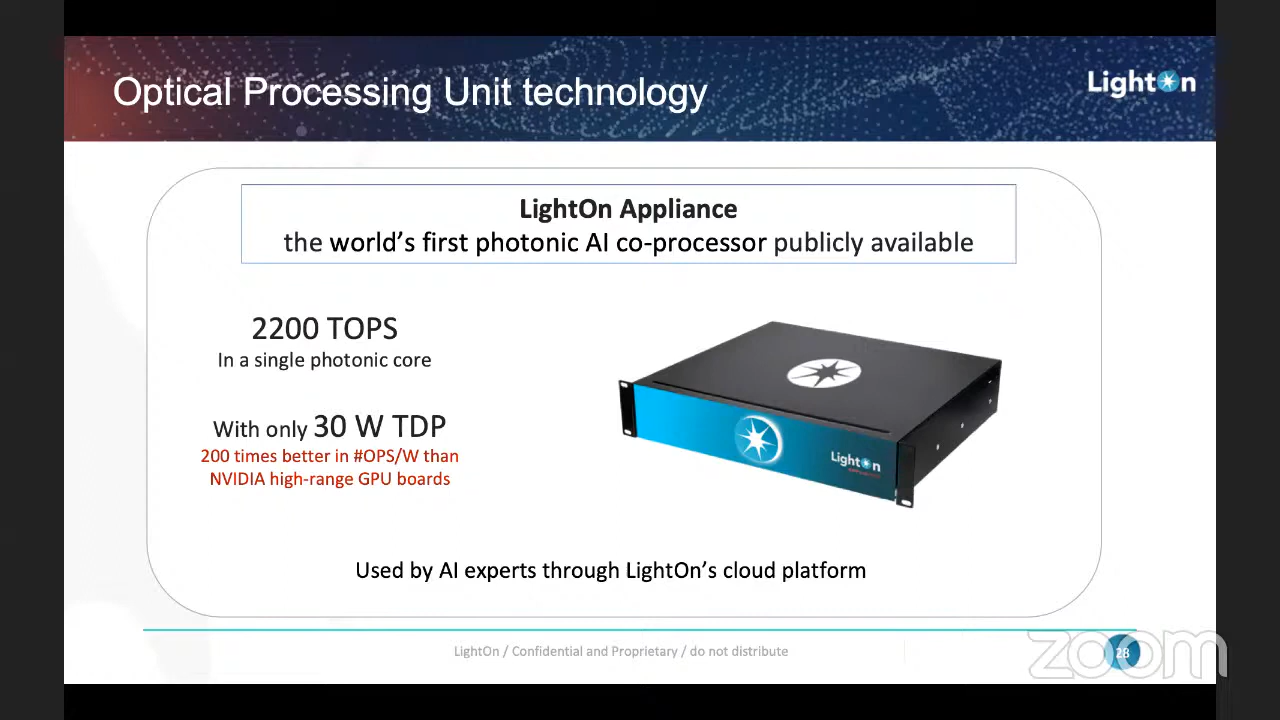 Optical Processing Unit technology
LightOn
LightOn Appliance
the world's first photonic AI co-processor publicly available
2200 TOPS
In a single photonic core
With only 30 W TDP
200 times better in #OPS/W than
NVIDIA high-range GPU boards
LightOn
Used by AI experts through LightOn's cloud platform
LightOn / Confidential and Proprietary / do not distribute
28
zoom